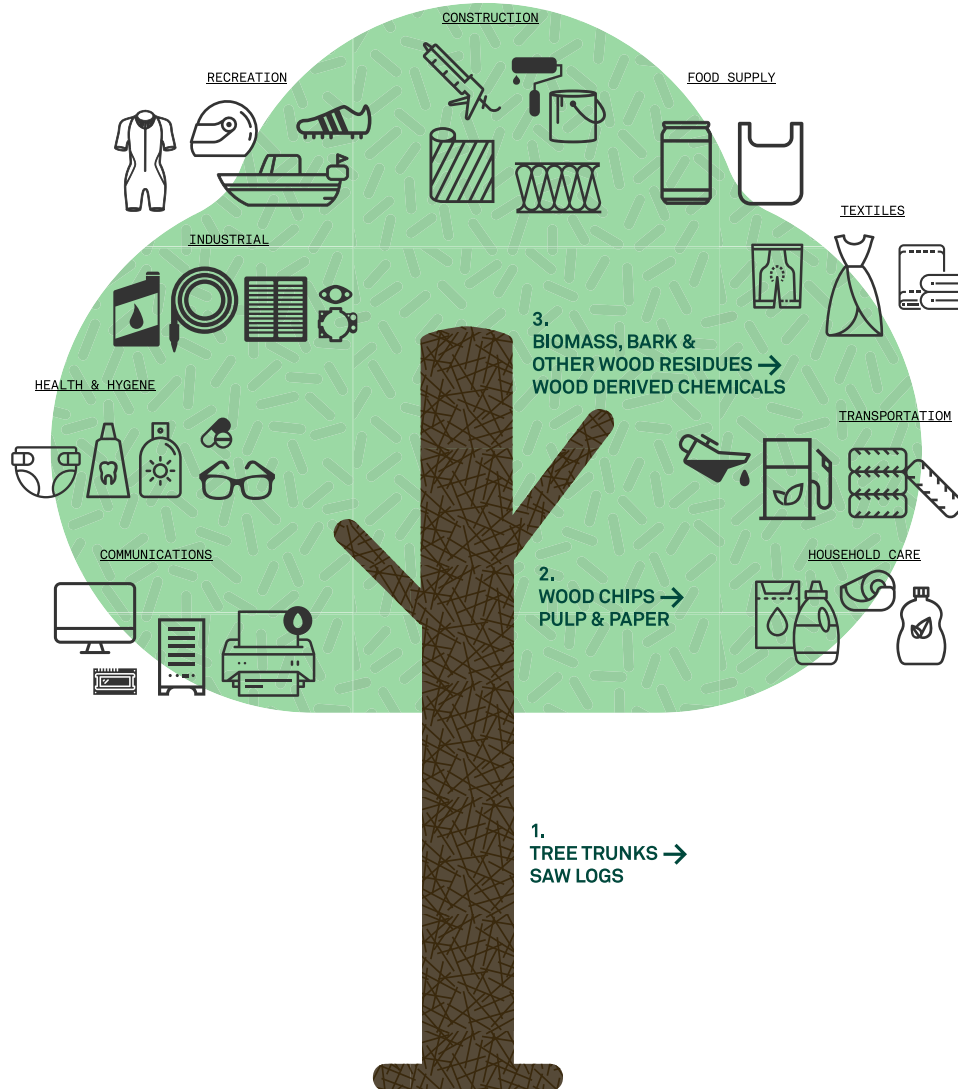 CONSTRUCTION
RECREATION
FOOD SUPPLY
TEXTILES
INDUSTRIAL
3.
BIOMASS, BARK &
OTHER WOOD RESIDUES →
WOOD DERIVED CHEMICALS
HEALTH & HYGENE
TRANSPORTATIOM
COMMUNICATIONS
HOUSEHOLD CARE
2.
WOOD CHIPS →
PULP & PAPER
1.
TREE TRUNKS →
SAW LOGS